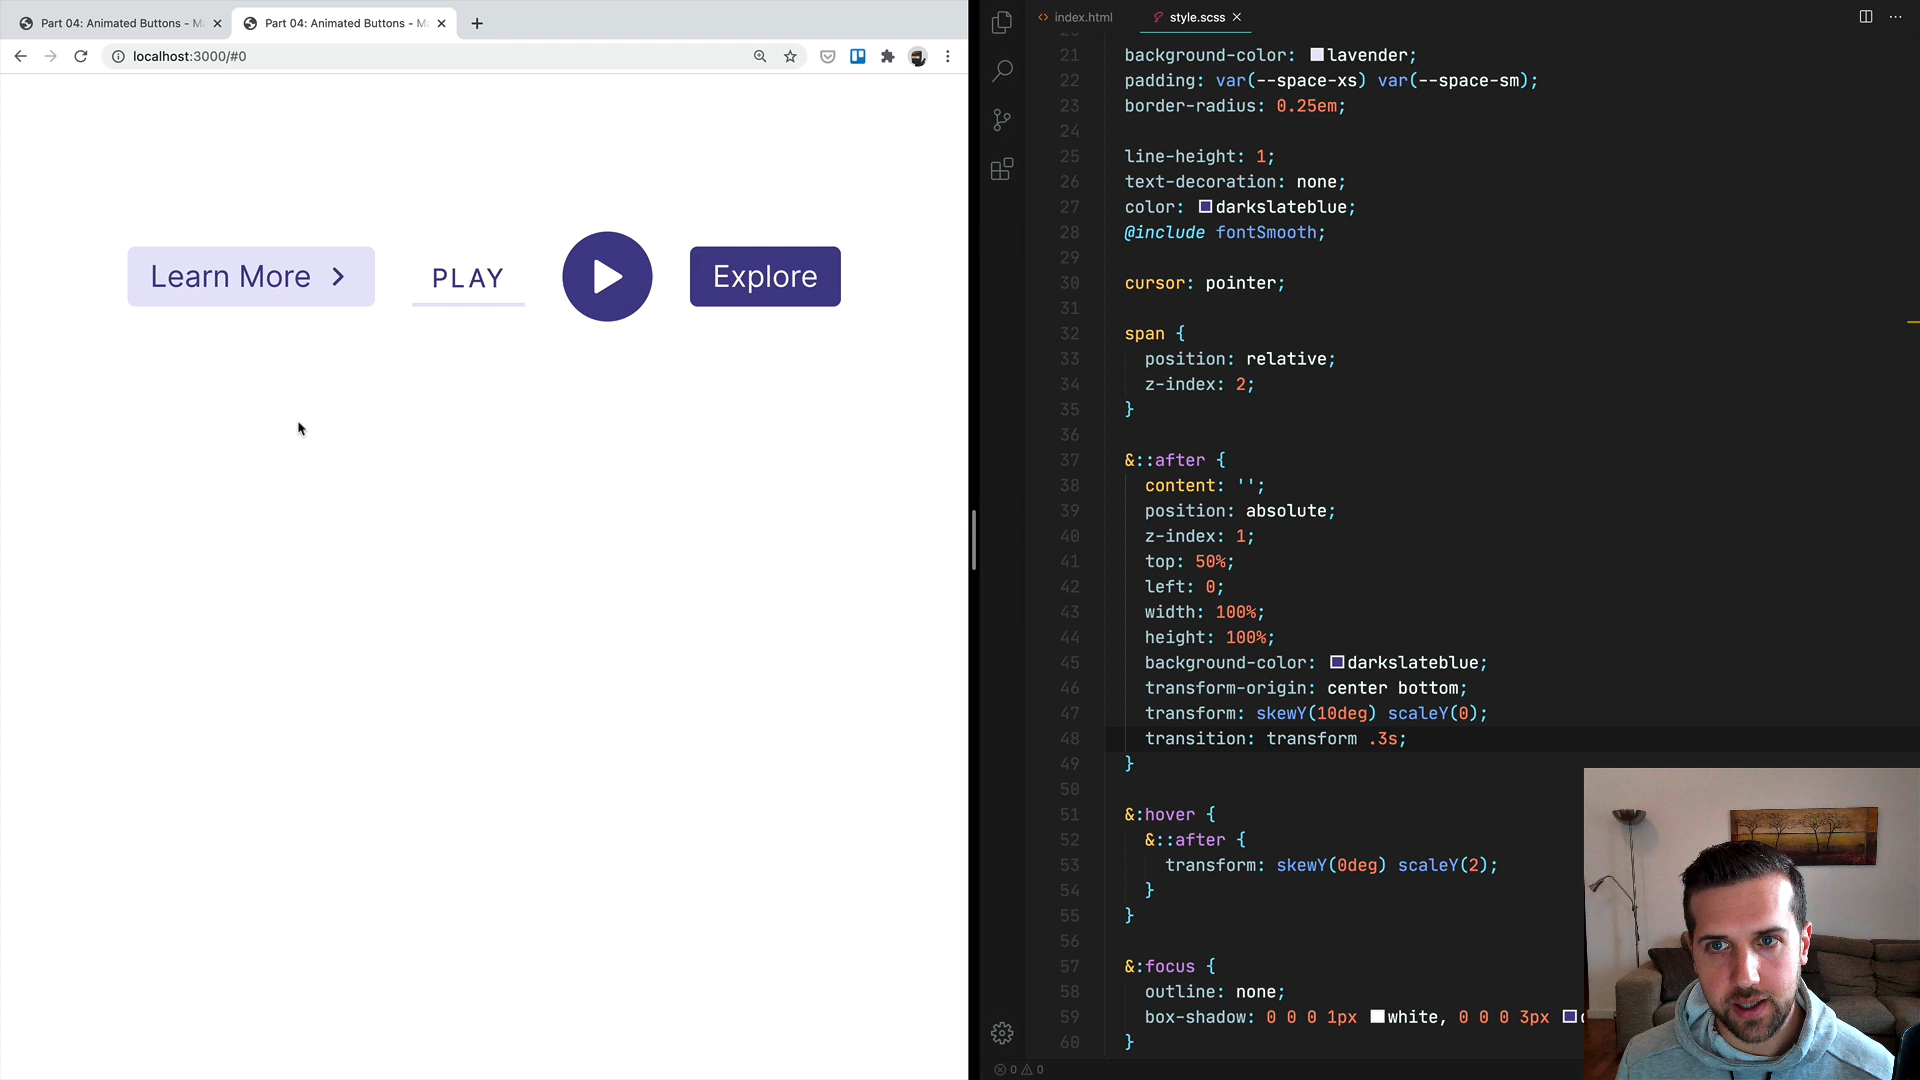 Part 04: Animated Buttons - M
Part 04: Animated Buttons - M
localhost:3000/#0
Learn More
PLAY
Explore
index.html
style.scss
21 background-color: lavender;
22 padding: var(--space-xs) var(--space-sm);
23 border-radius: 0.25em;
24
25 line-height: 1;
26 text-decoration: none;
27 color: darkslateblue;
28 @include fontSmooth;
29
30 cursor: pointer;
31
32 span {
33 position: relative;
34 z-index: 2;
35 }
36
37 &::after {
38 content: '';
39 position: absolute;
40 z-index: 1;
41 top: 50%;
42 left: 0;
43 width: 100%;
44 height: 100%;
45 background-color: darkslateblue;
46 transform-origin: center bottom;
47 transform: skewY(10deg) scaleY(0);
48 transition: transform .3s;
49 }
50
51 &:hover {
52 &::after {
53 transform: skewY(0deg) scaleY(2);
54 }
55 }
56
57 &:focus {
58 outline: none;
59 box-shadow: 0 0 0 1px white, 0 0 0 3px
60 }
0 0